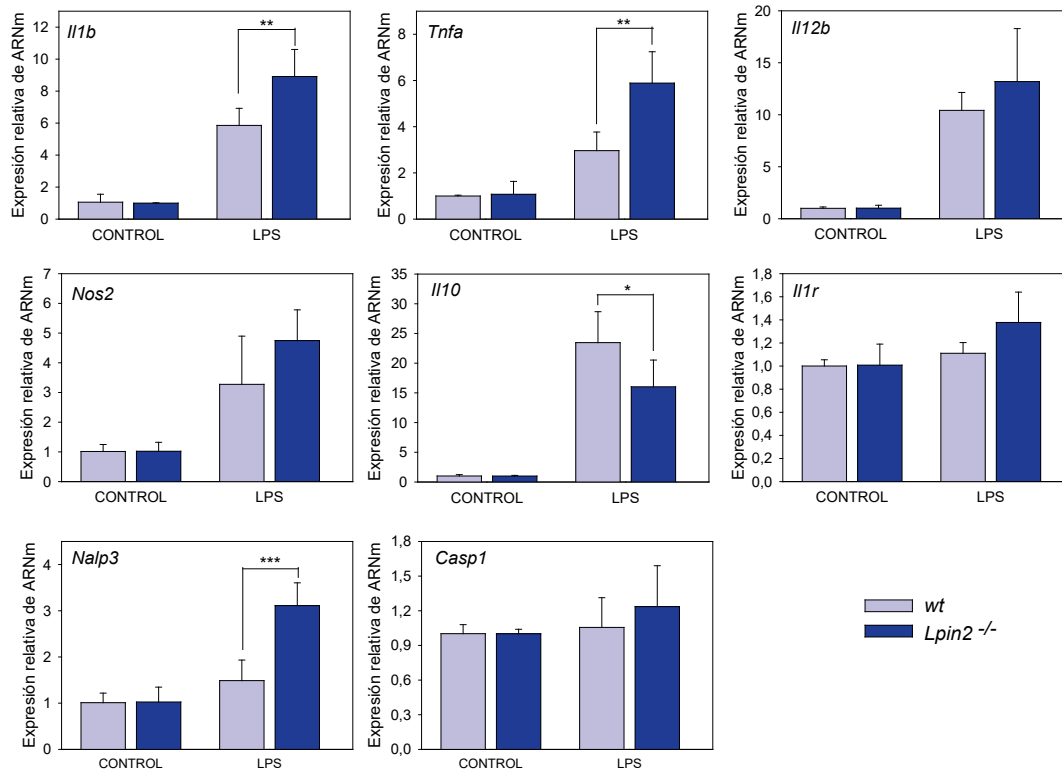 Il1b
Expresión relativa de ARNm
12
10
8
6
4
2
0
**
CONTROL
LPS
Tnfa
Expresión relativa de ARNm
8
6
4
2
0
**
CONTROL
LPS
Il12b
Expresión relativa de ARNm
20
15
10
5
0
CONTROL
LPS
Nos2
Expresión relativa de ARNm
7
6
5
4
3
2
1
0
CONTROL
LPS
Il10
Expresión relativa de ARNm
35
30
25
20
15
10
5
0
*
CONTROL
LPS
Il1r
Expresión relativa de ARNm
1,8
1,6
1,4
1,2
1,0
0,8
0,6
0,4
0,2
0,0
CONTROL
LPS
Nalp3
Expresión relativa de ARNm
4
3
2
1
0
***
CONTROL
LPS
Casp1
Expresión relativa de ARNm
1,8
1,5
1,2
0,9
0,6
0,3
0,0
CONTROL
LPS
wt
Lpin2 -/-